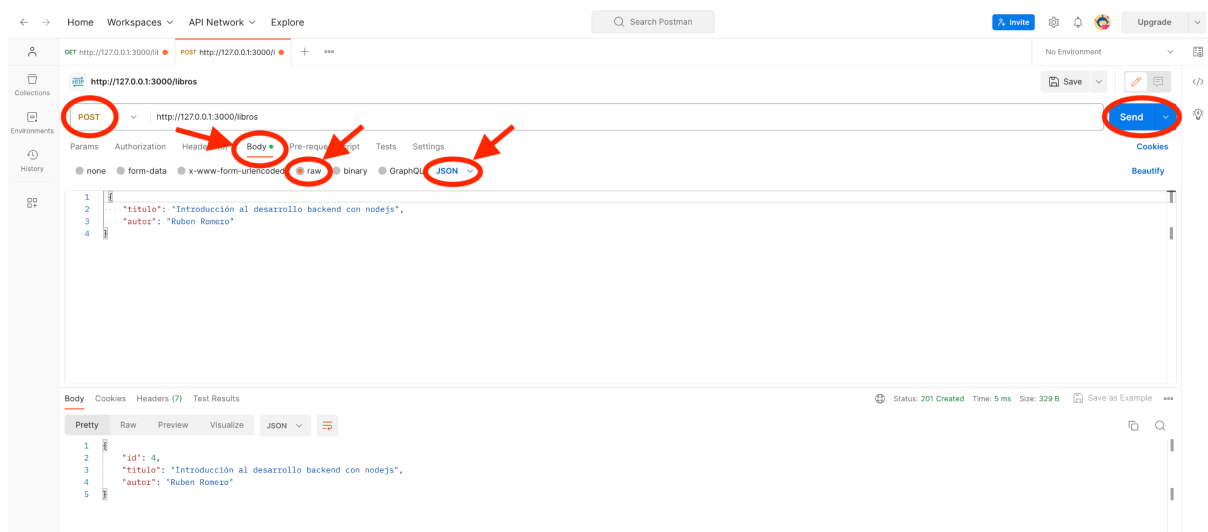 Home Workspaces API Network Explore Search Postman Invite Upgrade
GET http://127.0.0.1:3000/lit POST http://127.0.0.1:3000/l No Environment
HTTP http://127.0.0.1:3000/libros Save
Collections
POST http://127.0.0.1:3000/libros Send
Environments
Params Authorization Body Pre-reque Tests Settings Cookies
History
none form-data x-www-form-urlencoded raw binary GraphQL JSON Beautify
1 {
2 "titulo": "Introducción al desarrollo backend con nodejs",
3 "autor": "Ruben Romero"
4 }
Body Cookies Headers (7) Test Results Status: 201 Created Time: 5 ms Size: 329 B Save as Example
Pretty Raw Preview Visualize JSON
1 {
2 "id": 4,
3 "titulo": "Introducción al desarrollo backend con nodejs",
4 "autor": "Ruben Romero"
5 }